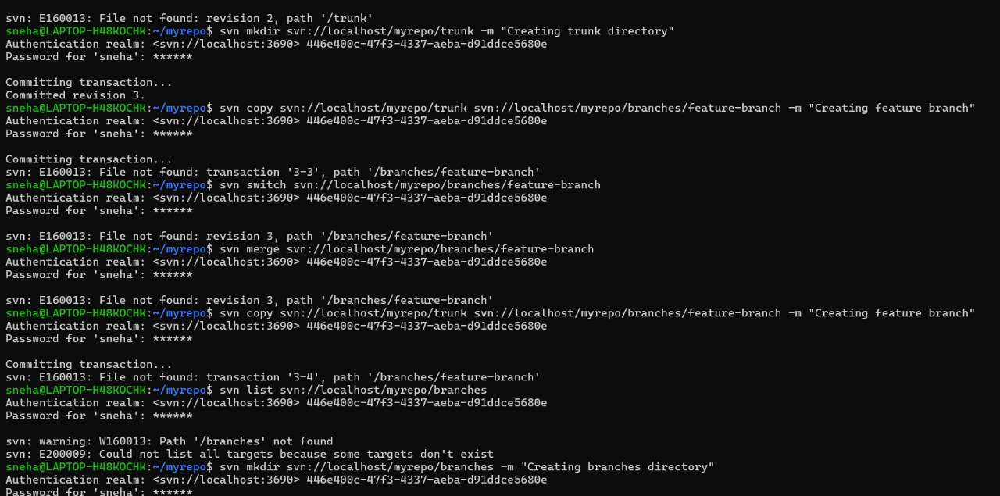 svn: E160013: File not found: revision 2, path '/trunk'
sneha@LAPTOP-H48KOCHK:~/myrepo$ svn mkdir svn://localhost/myrepo/trunk -m "Creating trunk directory"
Authentication realm: <svn://localhost:3690> 446e400c-47f3-4337-aeba-d91ddce5680e
Password for 'sneha': ******
Committing transaction...
Committed revision 3.
sneha@LAPTOP-H48KOCHK:~/myrepo$ svn copy svn://localhost/myrepo/trunk svn://localhost/myrepo/branches/feature-branch -m "Creating feature branch"
Authentication realm: <svn://localhost:3690> 446e400c-47f3-4337-aeba-d91ddce5680e
Password for 'sneha': ******
Committing transaction...
svn: E160013: File not found: transaction '3-3', path '/branches/feature-branch'
sneha@LAPTOP-H48KOCHK:~/myrepo$ svn switch svn://localhost/myrepo/branches/feature-branch
Authentication realm: <svn://localhost:3690> 446e400c-47f3-4337-aeba-d91ddce5680e
Password for 'sneha': ******
svn: E160013: File not found: revision 3, path '/branches/feature-branch'
sneha@LAPTOP-H48KOCHK:~/myrepo$ svn merge svn://localhost/myrepo/branches/feature-branch
Authentication realm: <svn://localhost:3690> 446e400c-47f3-4337-aeba-d91ddce5680e
Password for 'sneha': ******
svn: E160013: File not found: revision 3, path '/branches/feature-branch'
sneha@LAPTOP-H48KOCHK:~/myrepo$ svn copy svn://localhost/myrepo/trunk svn://localhost/myrepo/branches/feature-branch -m "Creating feature branch"
Authentication realm: <svn://localhost:3690> 446e400c-47f3-4337-aeba-d91ddce5680e
Password for 'sneha': ******
Committing transaction...
svn: E160013: File not found: transaction '3-4', path '/branches/feature-branch'
sneha@LAPTOP-H48KOCHK:~/myrepo$ svn list svn://localhost/myrepo/branches
Authentication realm: <svn://localhost:3690> 446e400c-47f3-4337-aeba-d91ddce5680e
Password for 'sneha': ******
svn: warning: W160013: Path '/branches' not found
svn: E200009: Could not list all targets because some targets don't exist
sneha@LAPTOP-H48KOCHK:~/myrepo$ svn mkdir svn://localhost/myrepo/branches -m "Creating branches directory"
Authentication realm: <svn://localhost:3690> 446e400c-47f3-4337-aeba-d91ddce5680e
Password for 'sneha': ******